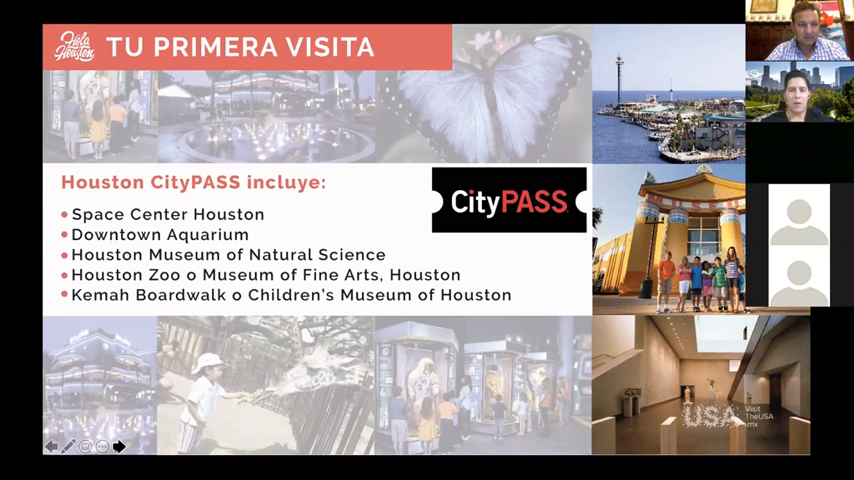 Hola
Houston
TU PRIMERA VISITA
Houston CityPASS incluye:
CityPASS
Space Center Houston
Downtown Aquarium
Houston Museum of Natural Science
Houston Zoo o Museum of Fine Arts, Houston
Kemah Boardwalk o Children's Museum of Houston
USA
Visit
TheUSA
mx